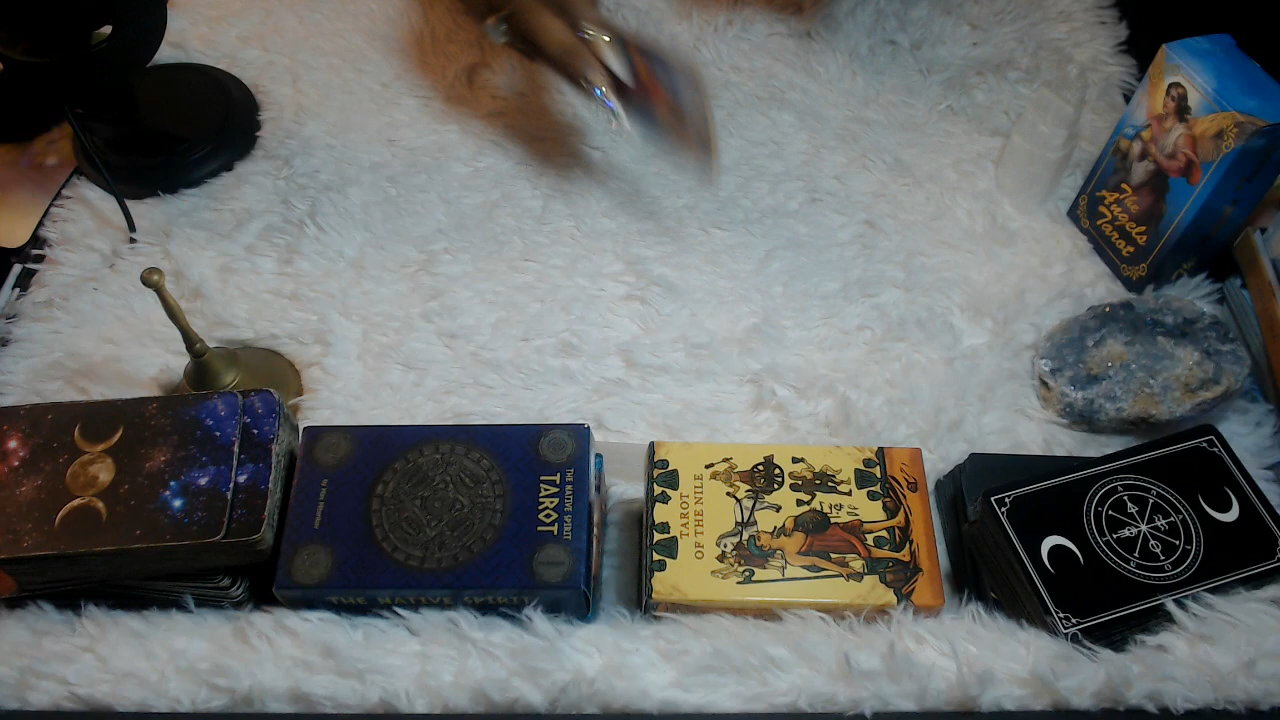 The
Angels
Tarot
THE NATIVE SPIRIT
TAROT
THE NATIVE SPIRIT
TAROT
OF THE NILE